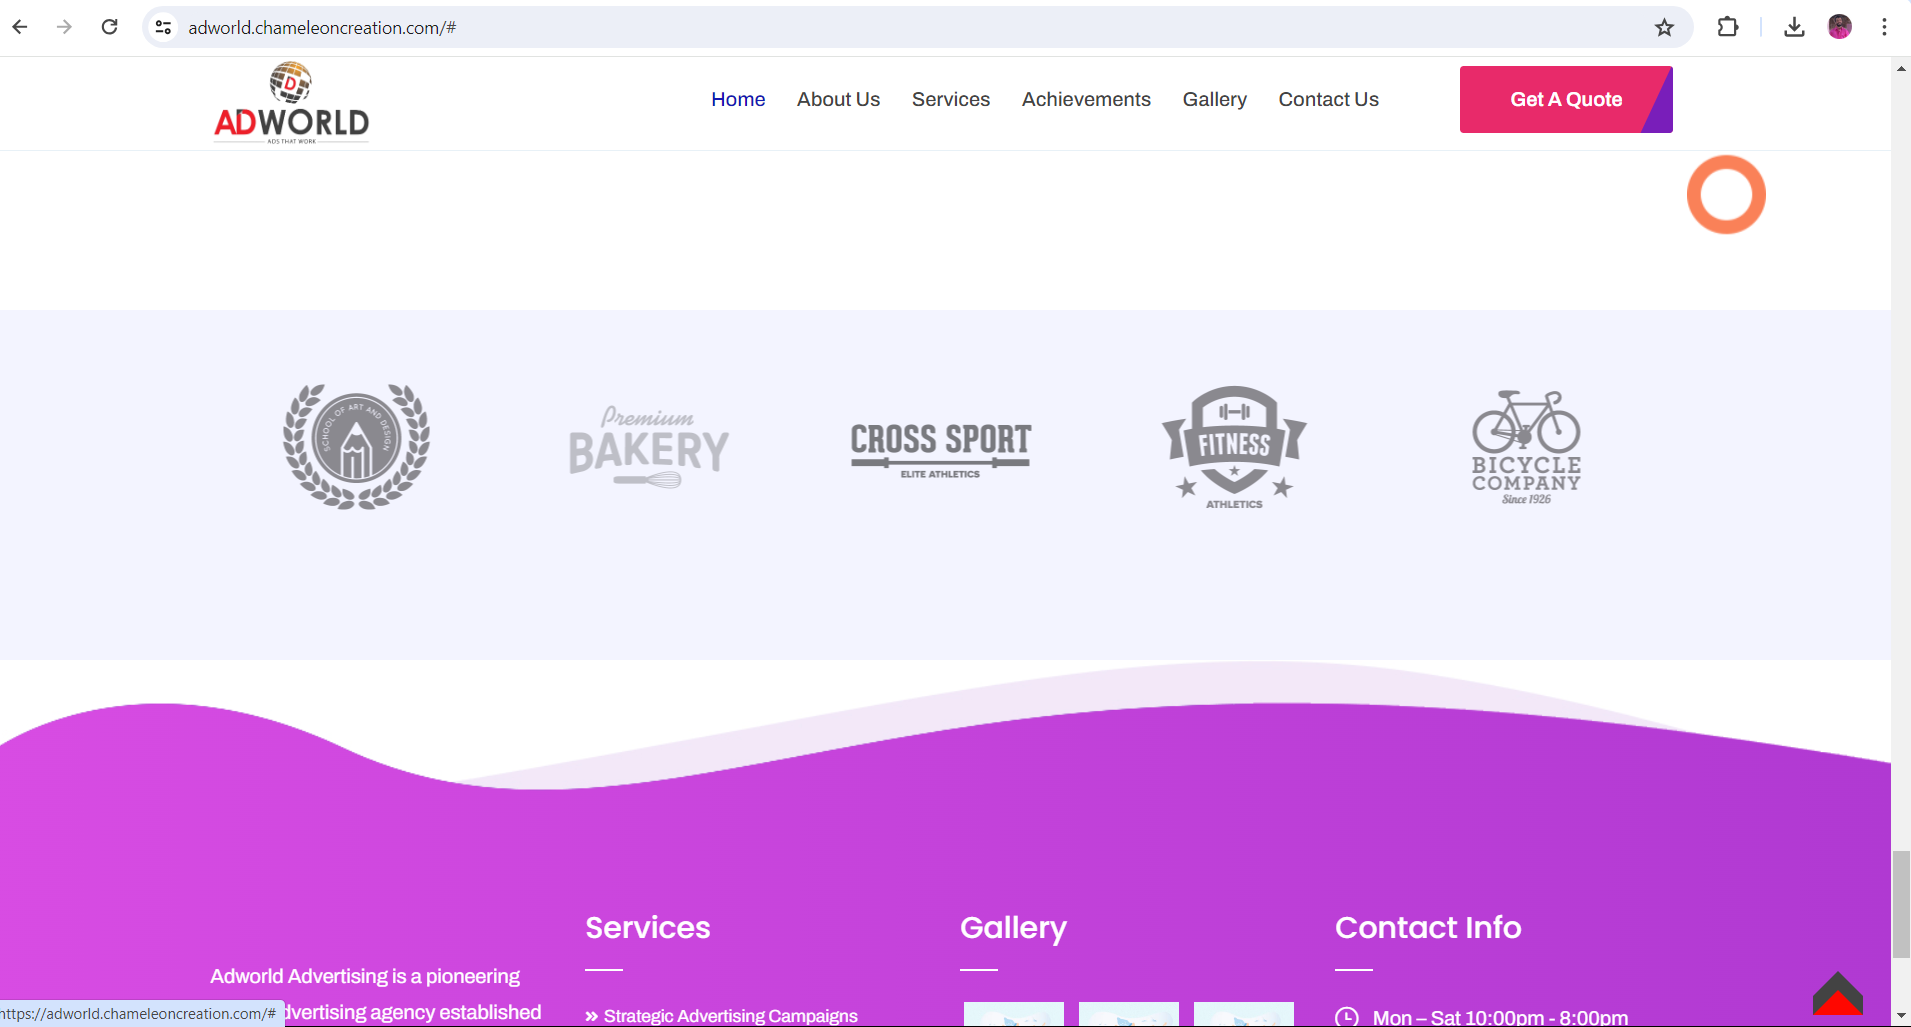 adworld.chameleoncreation.com/#
D
ADWORLD
ADS THAT WORK
Home About Us Services Achievements Gallery Contact Us
Get A Quote
SCHOOL OF ART AND DESIGN
Premium
BAKERY
CROSS SPORT
ELITE ATHLETICS
FITNESS
ATHLETICS
BICYCLE
COMPANY
Since 1926
Adworld Advertising is a pioneering
dvertising agency established
Services
» Strategic Advertising Campaigns
Gallery
Contact Info
Mon – Sat 10:00pm - 8:00pm
https://adworld.chameleoncreation.com/#